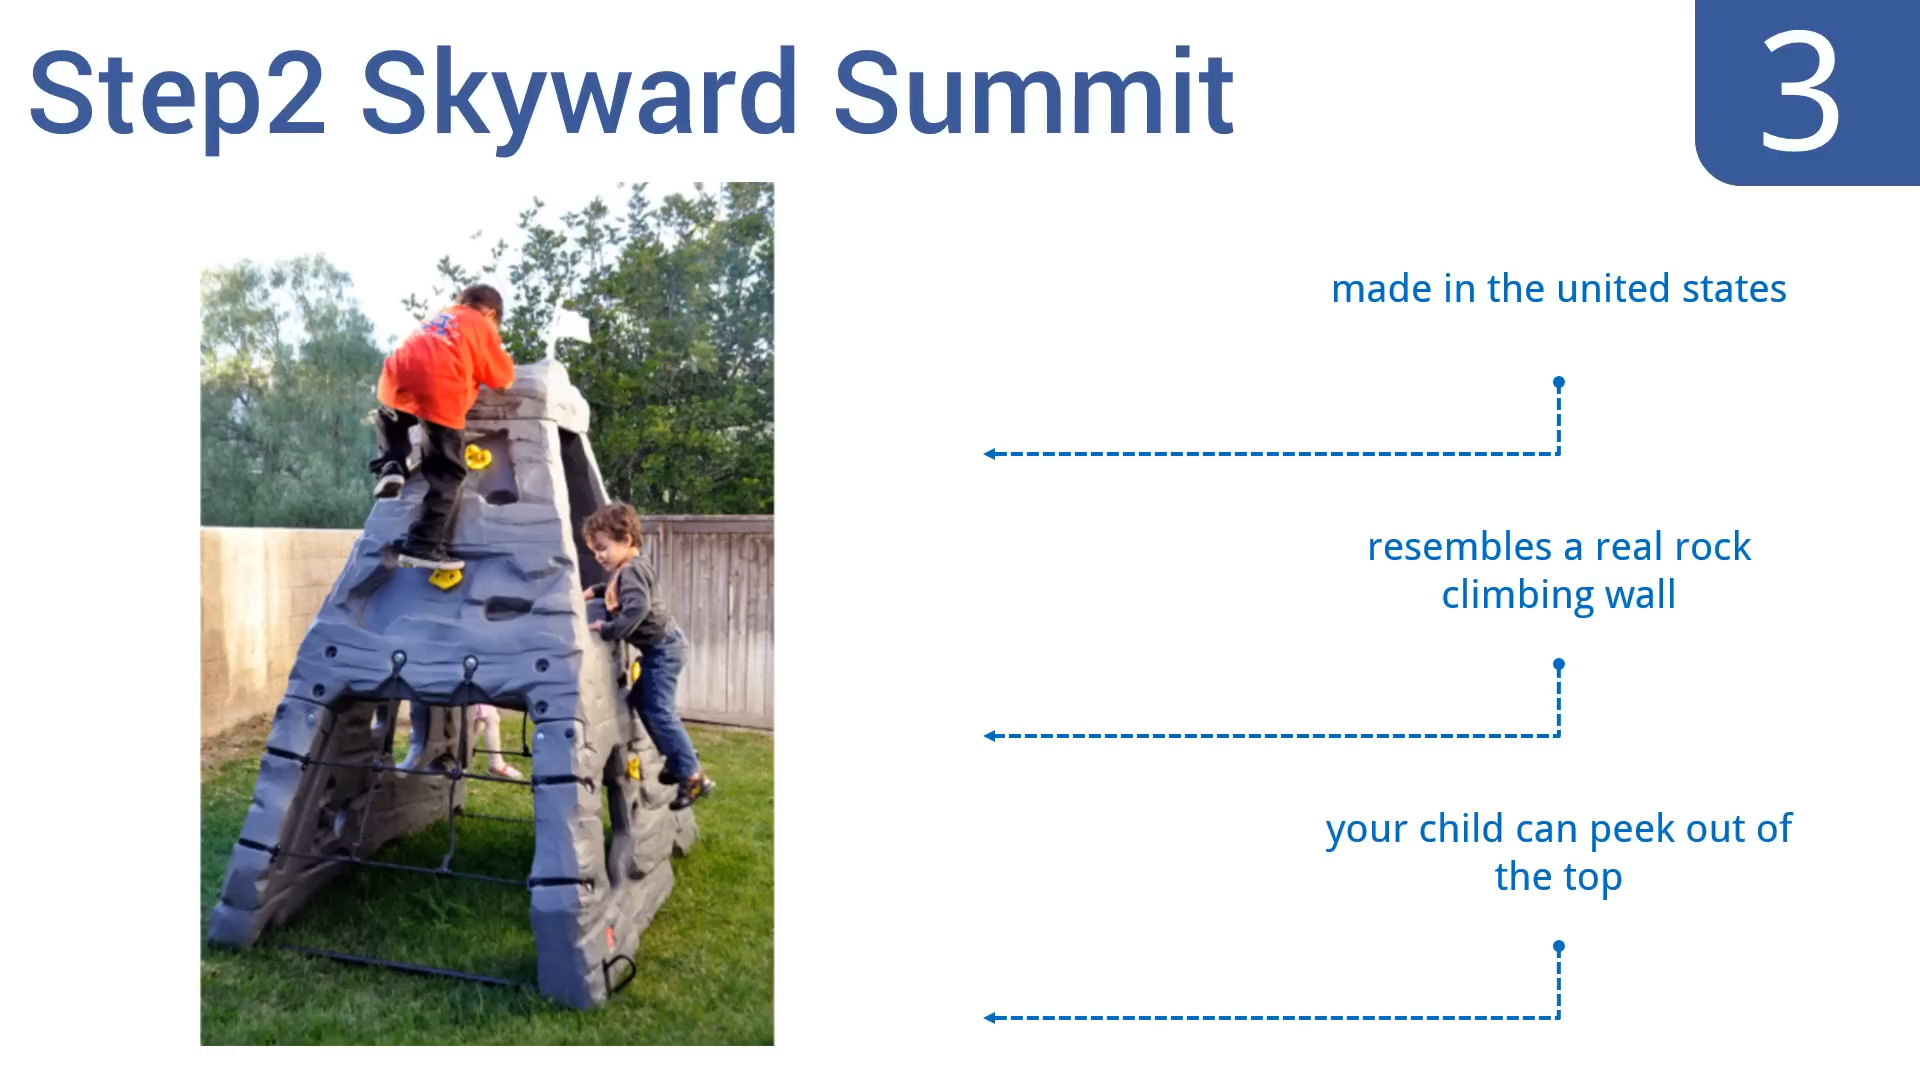 Step2 Skyward Summit
3
made in the united states
resembles a real rock
climbing wall
your child can peek out of
the top